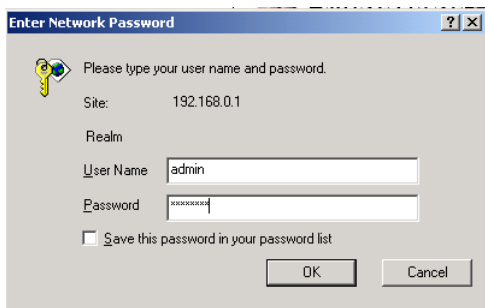 Enter Network Password
Please type your user name and password.
Site: 192.168.0.1
Realm
User Name admin
Password xxxxxxxx
Save this password in your password list
OK Cancel